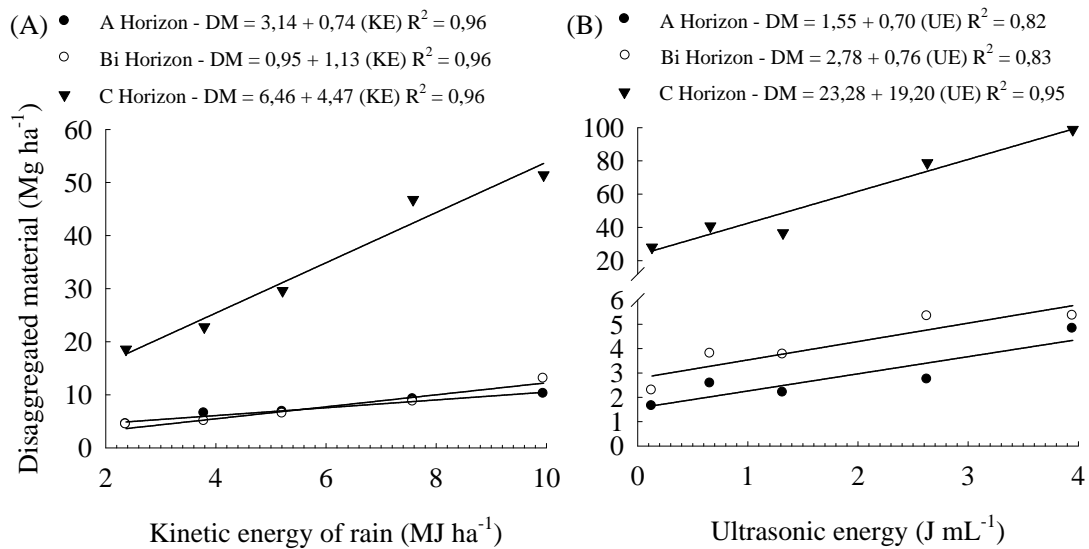 (A)
● A Horizon - DM = 3,14 + 0,74 (KE) R² = 0,96
○ Bi Horizon - DM = 0,95 + 1,13 (KE) R² = 0,96
▼ C Horizon - DM = 6,46 + 4,47 (KE) R² = 0,96
60
50
40
30
20
10
0
Disaggregated material (Mg ha⁻¹)
2 4 6 8 10
Kinetic energy of rain (MJ ha⁻¹)
(B)
● A Horizon - DM = 1,55 + 0,70 (UE) R² = 0,82
○ Bi Horizon - DM = 2,78 + 0,76 (UE) R² = 0,83
▼ C Horizon - DM = 23,28 + 19,20 (UE) R² = 0,95
100
80
60
40
20
6
5
4
3
2
1
0
0 1 2 3 4
Ultrasonic energy (J mL⁻¹)